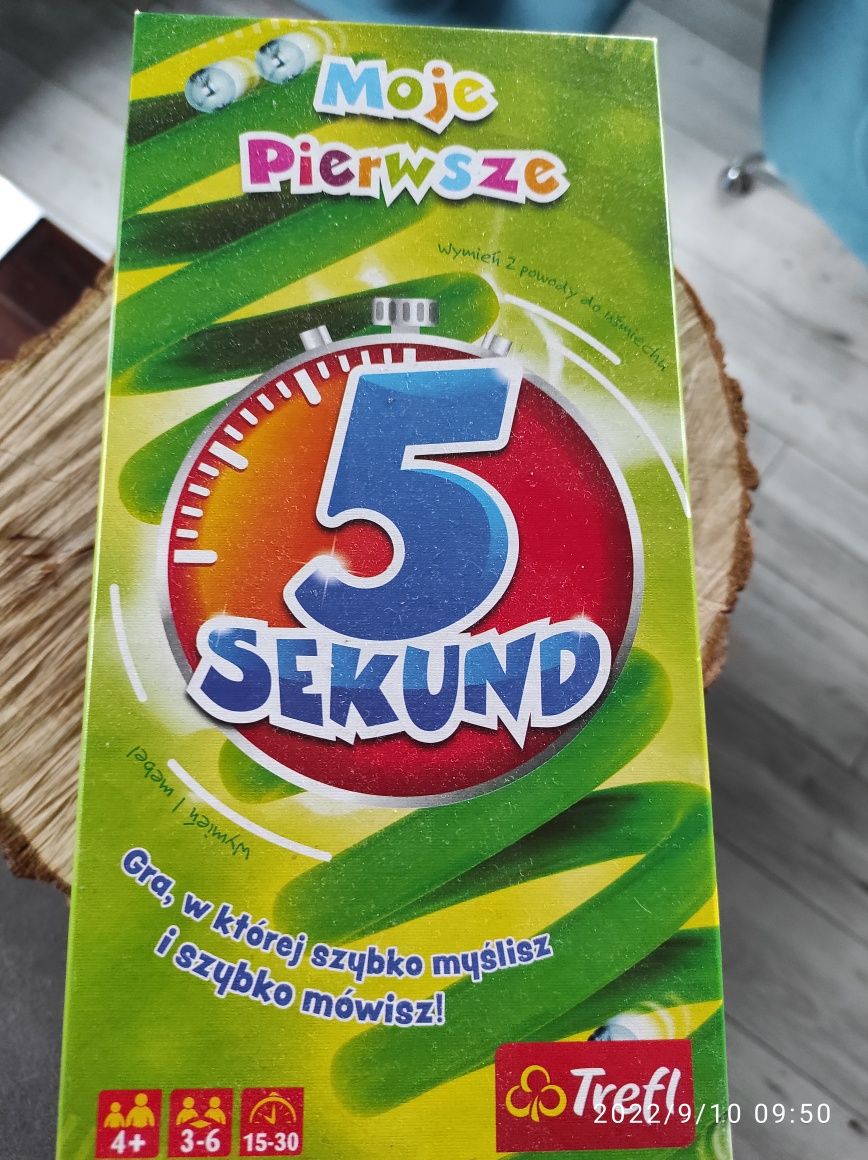 Moje
Pierwsze
Wymień 2 powody do uśmiechu
5
SEKUND
Wymień 1 mebel
Gra, w której szybko myślisz
i szybko mówisz!
Trefl
4+
3-6
15-30
2022/9/10 09:50